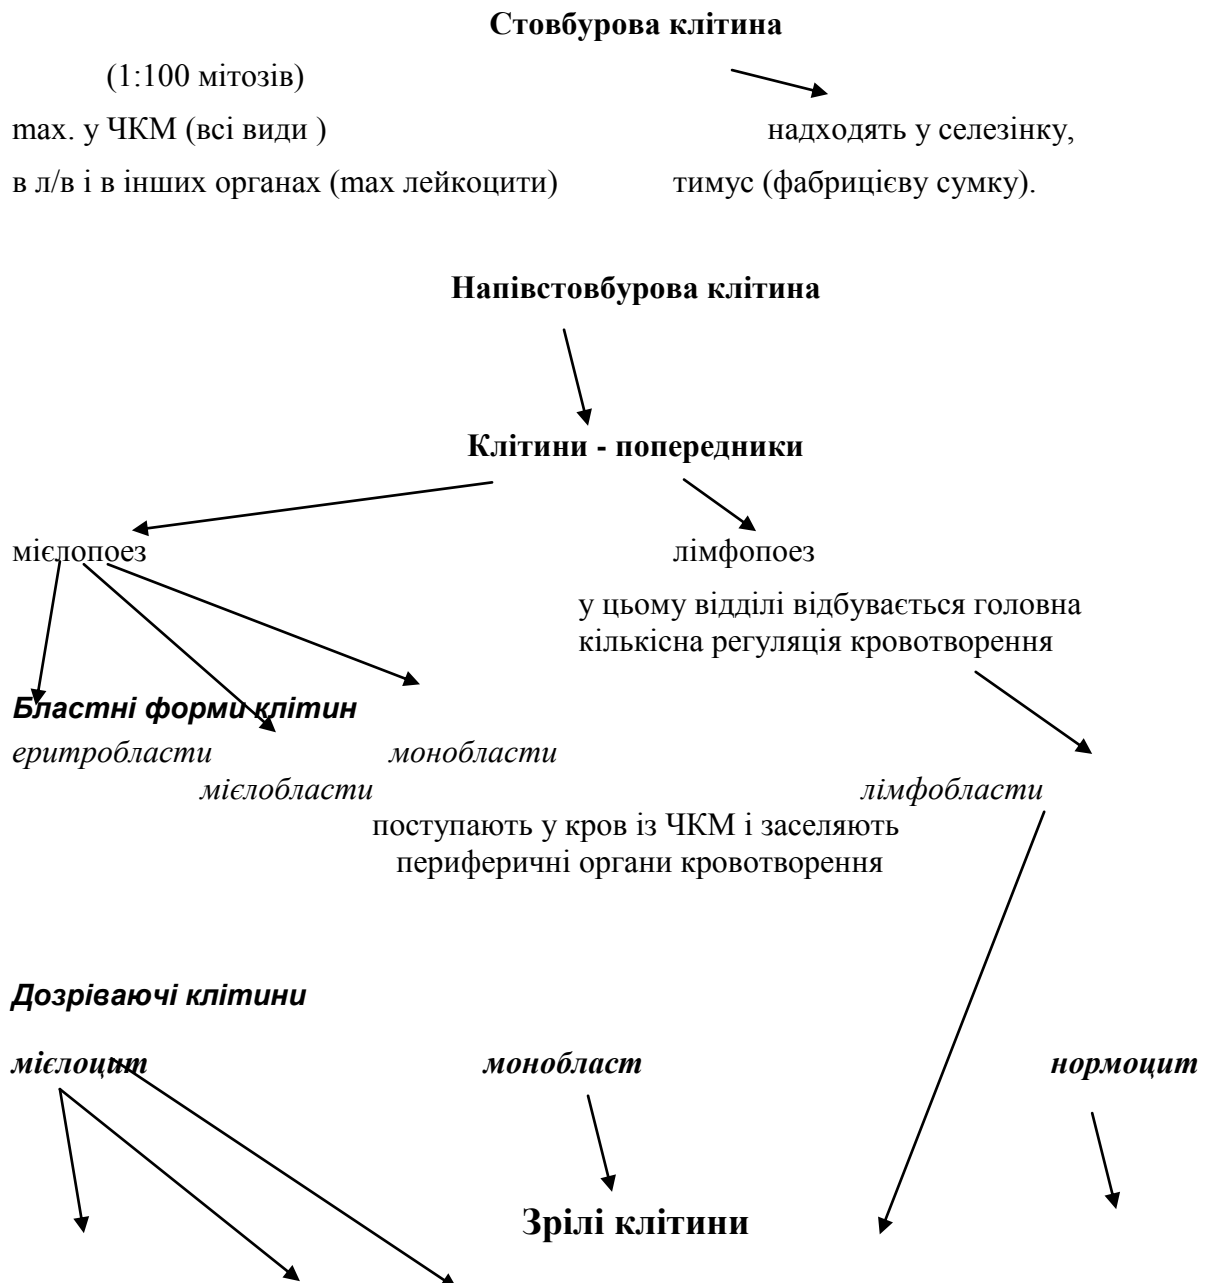 Стовбурова клітина
(1:100 мітозів)
max. у ЧКМ (всі види )
надходять у селезінку,
в л/в і в інших органах (max лейкоцити)
тимус (фабрицієву сумку).
Напівстовбурова клітина
Клітини - попередники
мієлопоез
лімфопоез
у цьому відділі відбувається головна
кількісна регуляція кровотворення
Бластні форми клітин
еритробласти
монобласти
мієлобласти
лімфобласти
поступають у кров із ЧКМ і заселяють
периферичні органи кровотворення
Дозріваючі клітини
мієлоцит
монобласт
нормоцит
Зрілі клітини